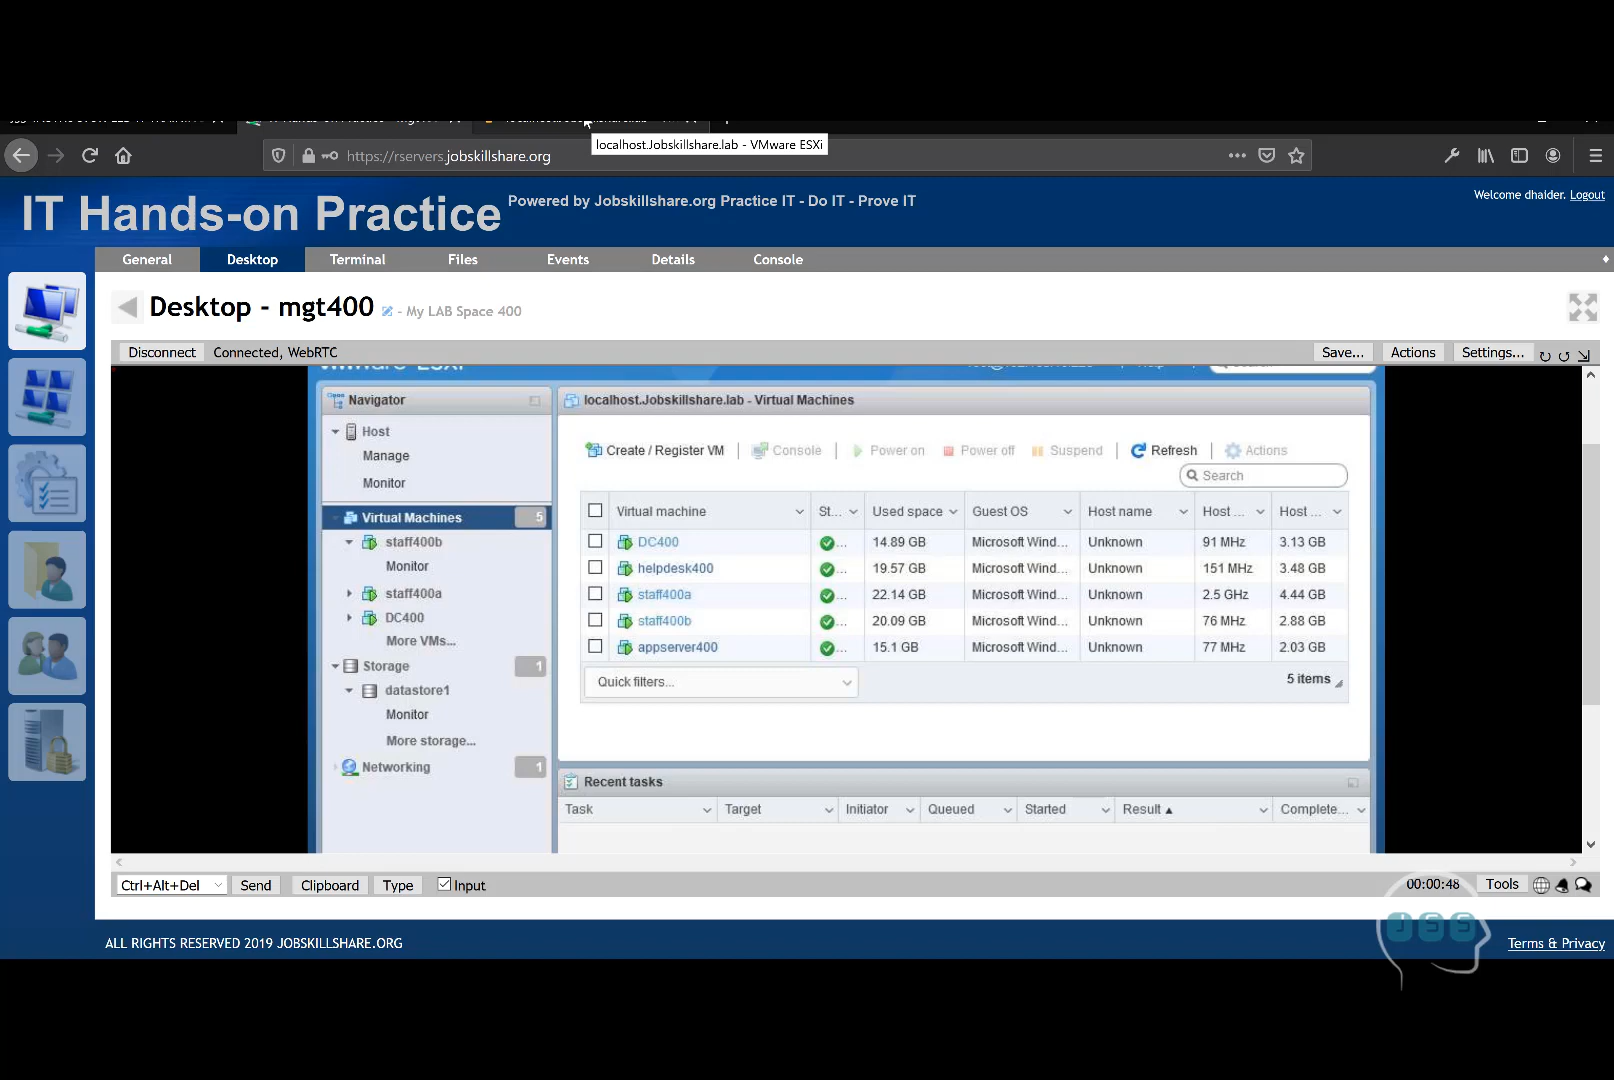 localhost.Jobskillshare.lab - VMware ESXi
https://rservers.jobskillshare.org
IT Hands-on Practice
Powered by Jobskillshare.org Practice IT - Do IT - Prove IT
Welcome dhaider. Logout
General Desktop Terminal Files Events Details Console
Desktop - mgt400 - My LAB Space 400
Disconnect Connected, WebRTC Save... Actions Settings...
Navigator
Host
Manage
Monitor
Virtual Machines 5
staff400b
Monitor
staff400a
DC400
More VMs...
Storage 1
datastore1
Monitor
More storage...
Networking 1
localhost.Jobskillshare.lab - Virtual Machines
Create / Register VM Console Power on Power off Suspend Refresh Actions
Search
Virtual machine St... Used space Guest OS Host name Host ... Host ...
DC400 ... 14.89 GB Microsoft Wind... Unknown 91 MHz 3.13 GB
helpdesk400 ... 19.57 GB Microsoft Wind... Unknown 151 MHz 3.48 GB
staff400a ... 22.14 GB Microsoft Wind... Unknown 2.5 GHz 4.44 GB
staff400b ... 20.09 GB Microsoft Wind... Unknown 76 MHz 2.88 GB
appserver400 ... 15.1 GB Microsoft Wind... Unknown 77 MHz 2.03 GB
Quick filters... 5 items
Recent tasks
Task Target Initiator Queued Started Result Complete...
Ctrl+Alt+Del Send Clipboard Type Input 00:00:48 Tools
JSS
ALL RIGHTS RESERVED 2019 JOBSKILLSHARE.ORG
Terms & Privacy